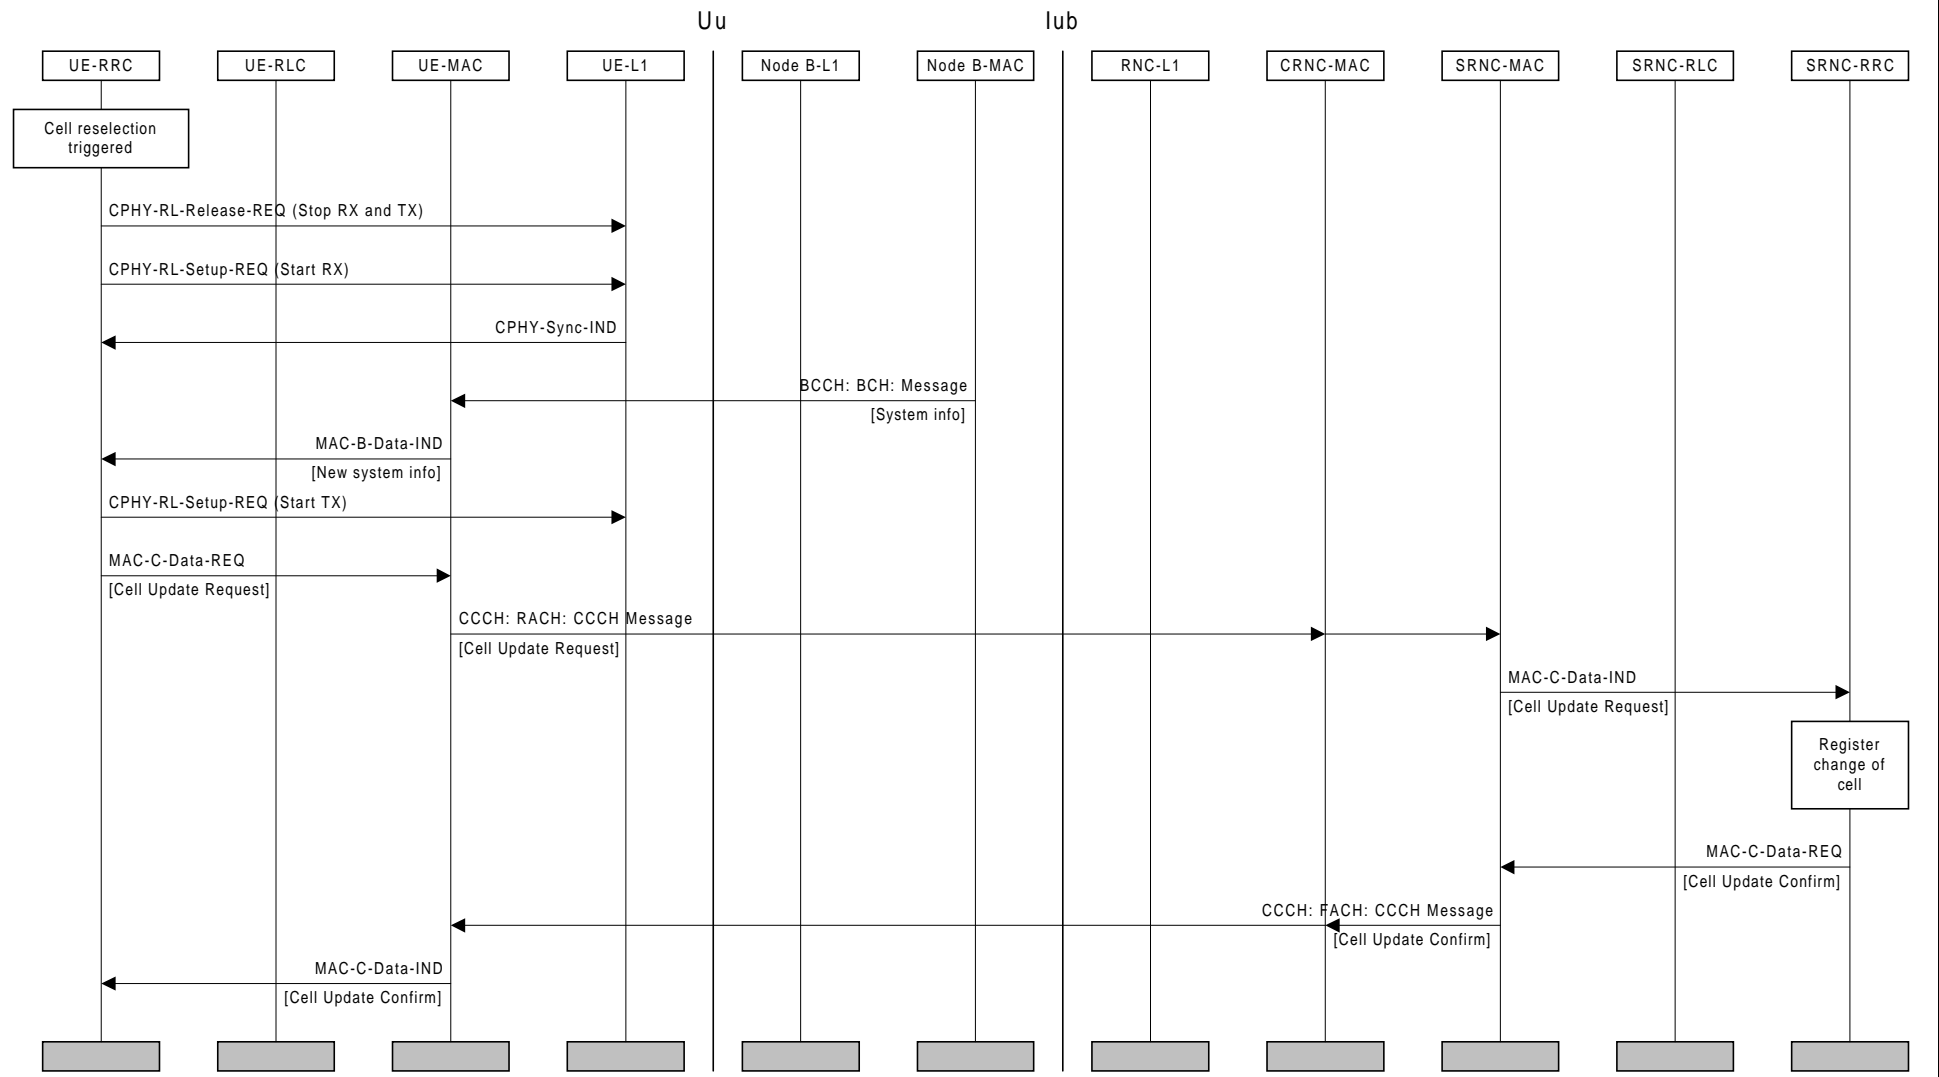 Uu
Iub
UE-RRC
UE-RLC
UE-MAC
UE-L1
Node B-L1
Node B-MAC
RNC-L1
CRNC-MAC
SRNC-MAC
SRNC-RLC
SRNC-RRC
Cell reselection
triggered
CPHY-RL-Release-REQ (Stop RX and TX)
CPHY-RL-Setup-REQ (Start RX)
CPHY-Sync-IND
BCCH: BCH: Message
[System info]
MAC-B-Data-IND
[New system info]
CPHY-RL-Setup-REQ (Start TX)
MAC-C-Data-REQ
[Cell Update Request]
CCCH: RACH: CCCH Message
[Cell Update Request]
MAC-C-Data-IND
[Cell Update Request]
Register
change of
cell
MAC-C-Data-REQ
[Cell Update Confirm]
CCCH: FACH: CCCH Message
[Cell Update Confirm]
MAC-C-Data-IND
[Cell Update Confirm]